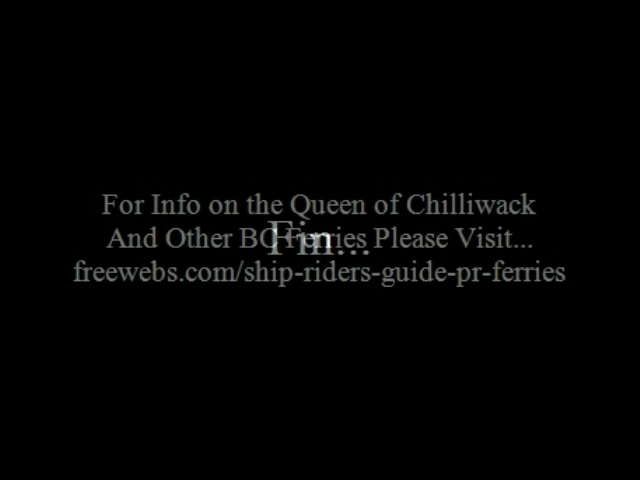 For Info on the Queen of Chilliwack
And Other BC Ferries Please Visit...
Fin...
freewebs.com/ship-riders-guide-pr-ferries